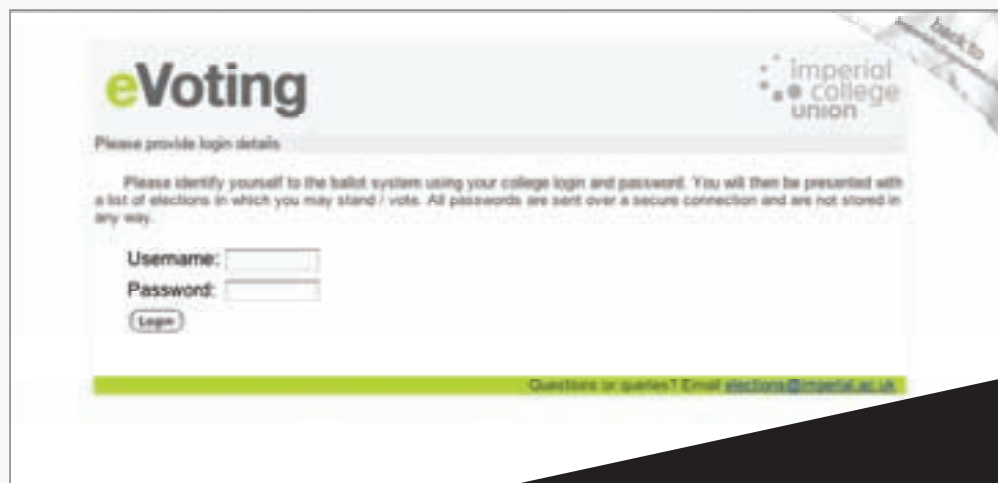 back to
eVoting
imperial
college
union
Please provide login details
Please identify yourself to the ballot system using your college login and password. You will then be presented with
a list of elections in which you may stand / vote. All passwords are sent over a secure connection and are not stored in
any way.
Username:
Password:
Login
Questions or queries? Email elections@imperial.ac.uk